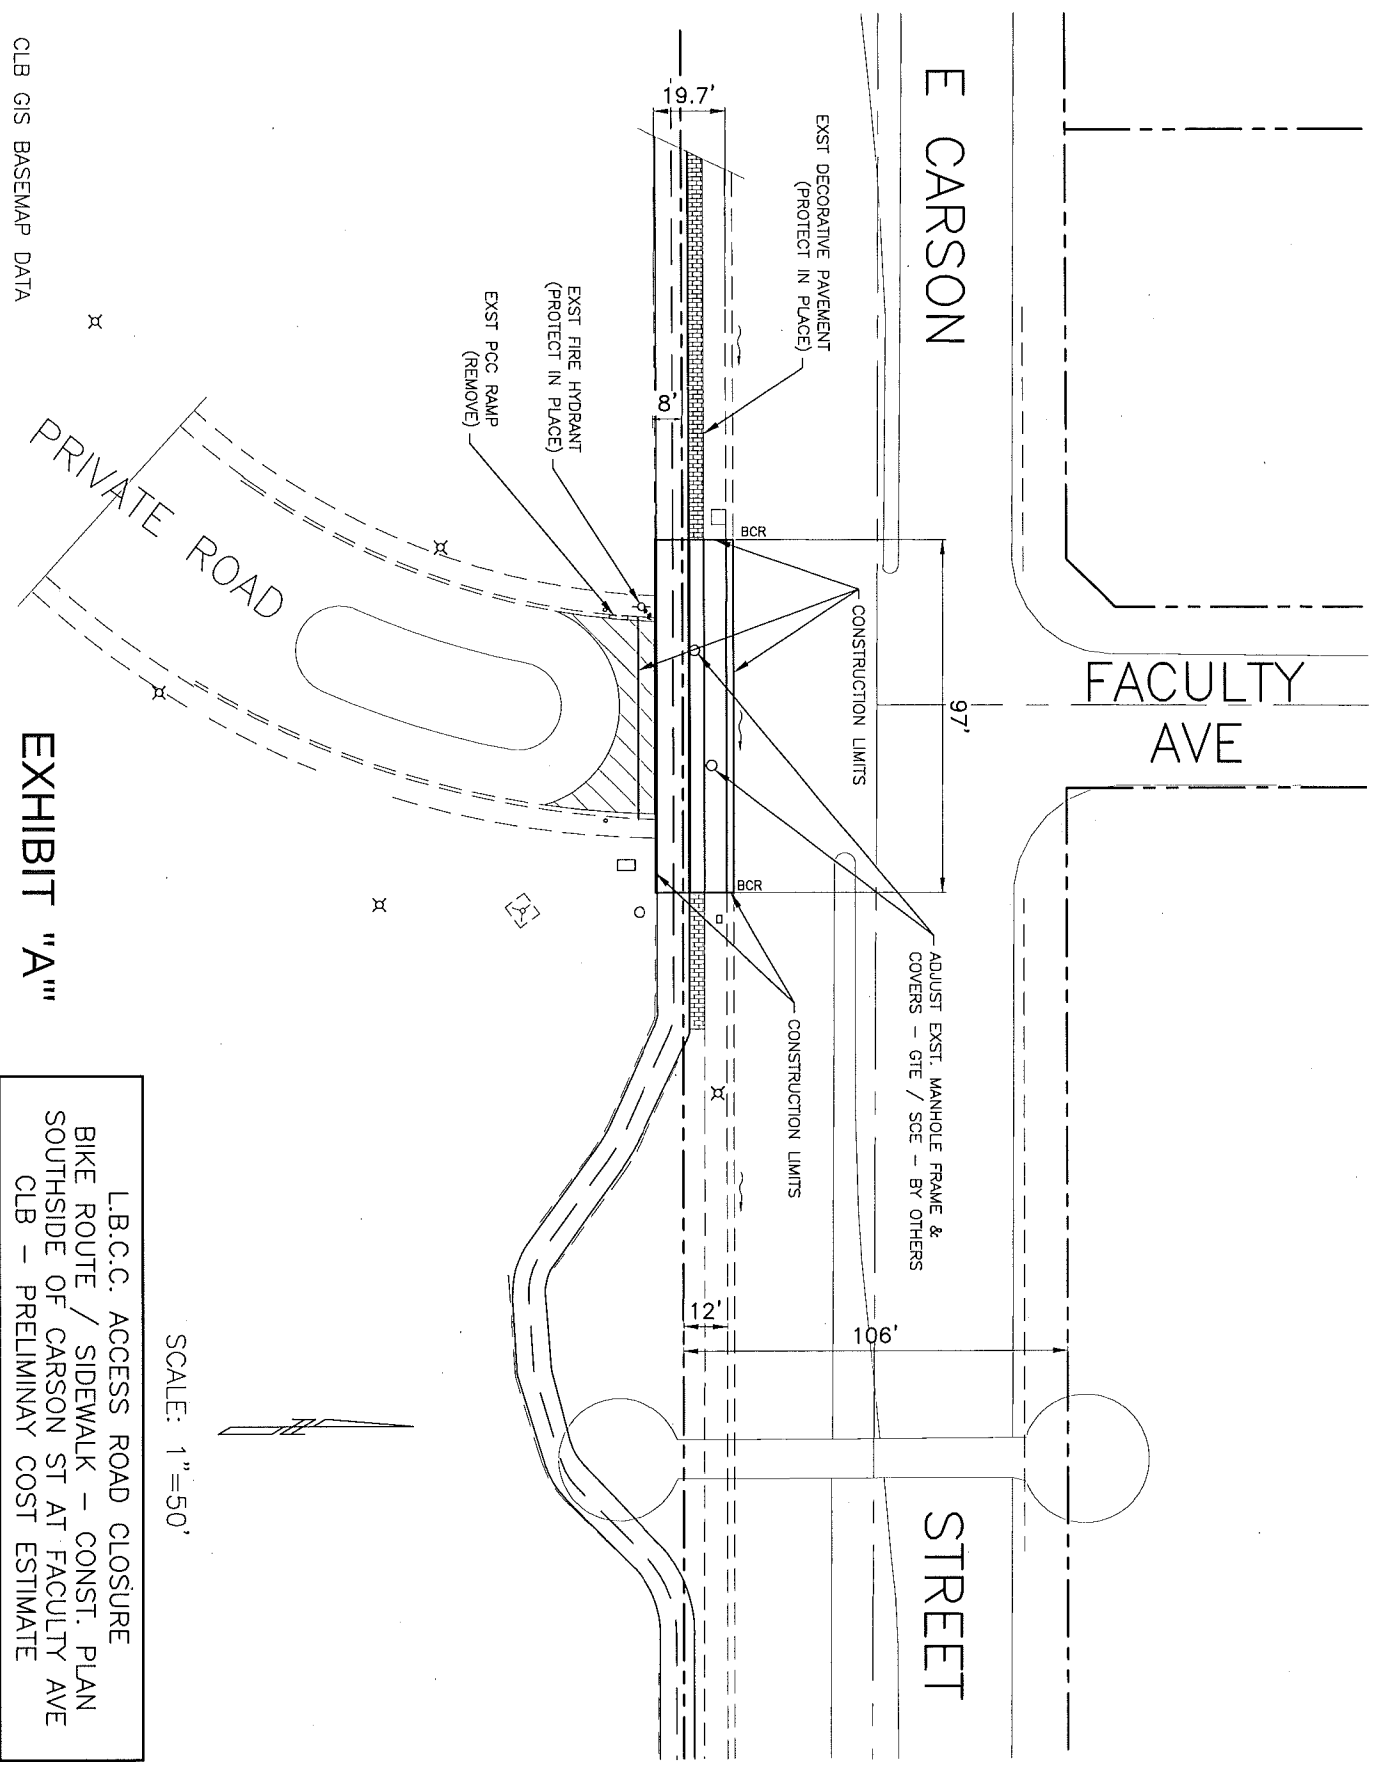 E CARSON
STREET
FACULTY
AVE
19.7'
EXST DECORATIVE PAVEMENT
(PROTECT IN PLACE)
EXST FIRE HYDRANT
(PROTECT IN PLACE)
EXST PCC RAMP
(REMOVE)
8'
BCR
CONSTRUCTION LIMITS
97'
BCR
ADJUST EXST. MANHOLE FRAME &
COVERS - GTE / SCE - BY OTHERS
CONSTRUCTION LIMITS
12'
106'
PRIVATE ROAD
CLB GIS BASEMAP DATA
EXHIBIT "A"'
SCALE: 1"=50'
L.B.C.C. ACCESS ROAD CLOSURE
BIKE ROUTE / SIDEWALK - CONST. PLAN
SOUTHSIDE OF CARSON ST AT FACULTY AVE
CLB - PRELIMINAY COST ESTIMATE